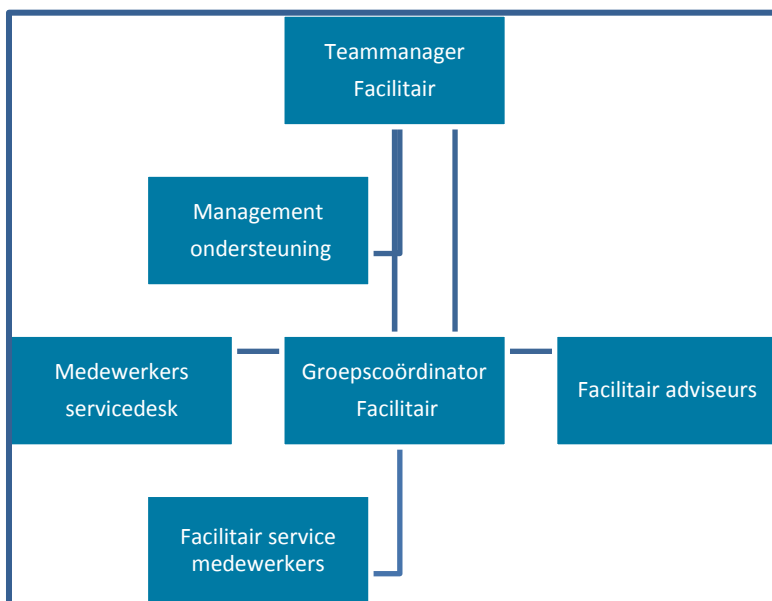 Teammanager
Facilitair
Management
ondersteuning
Medewerkers
servicedesk
Groepscoördinator
Facilitair
Facilitair adviseurs
Facilitair service
medewerkers